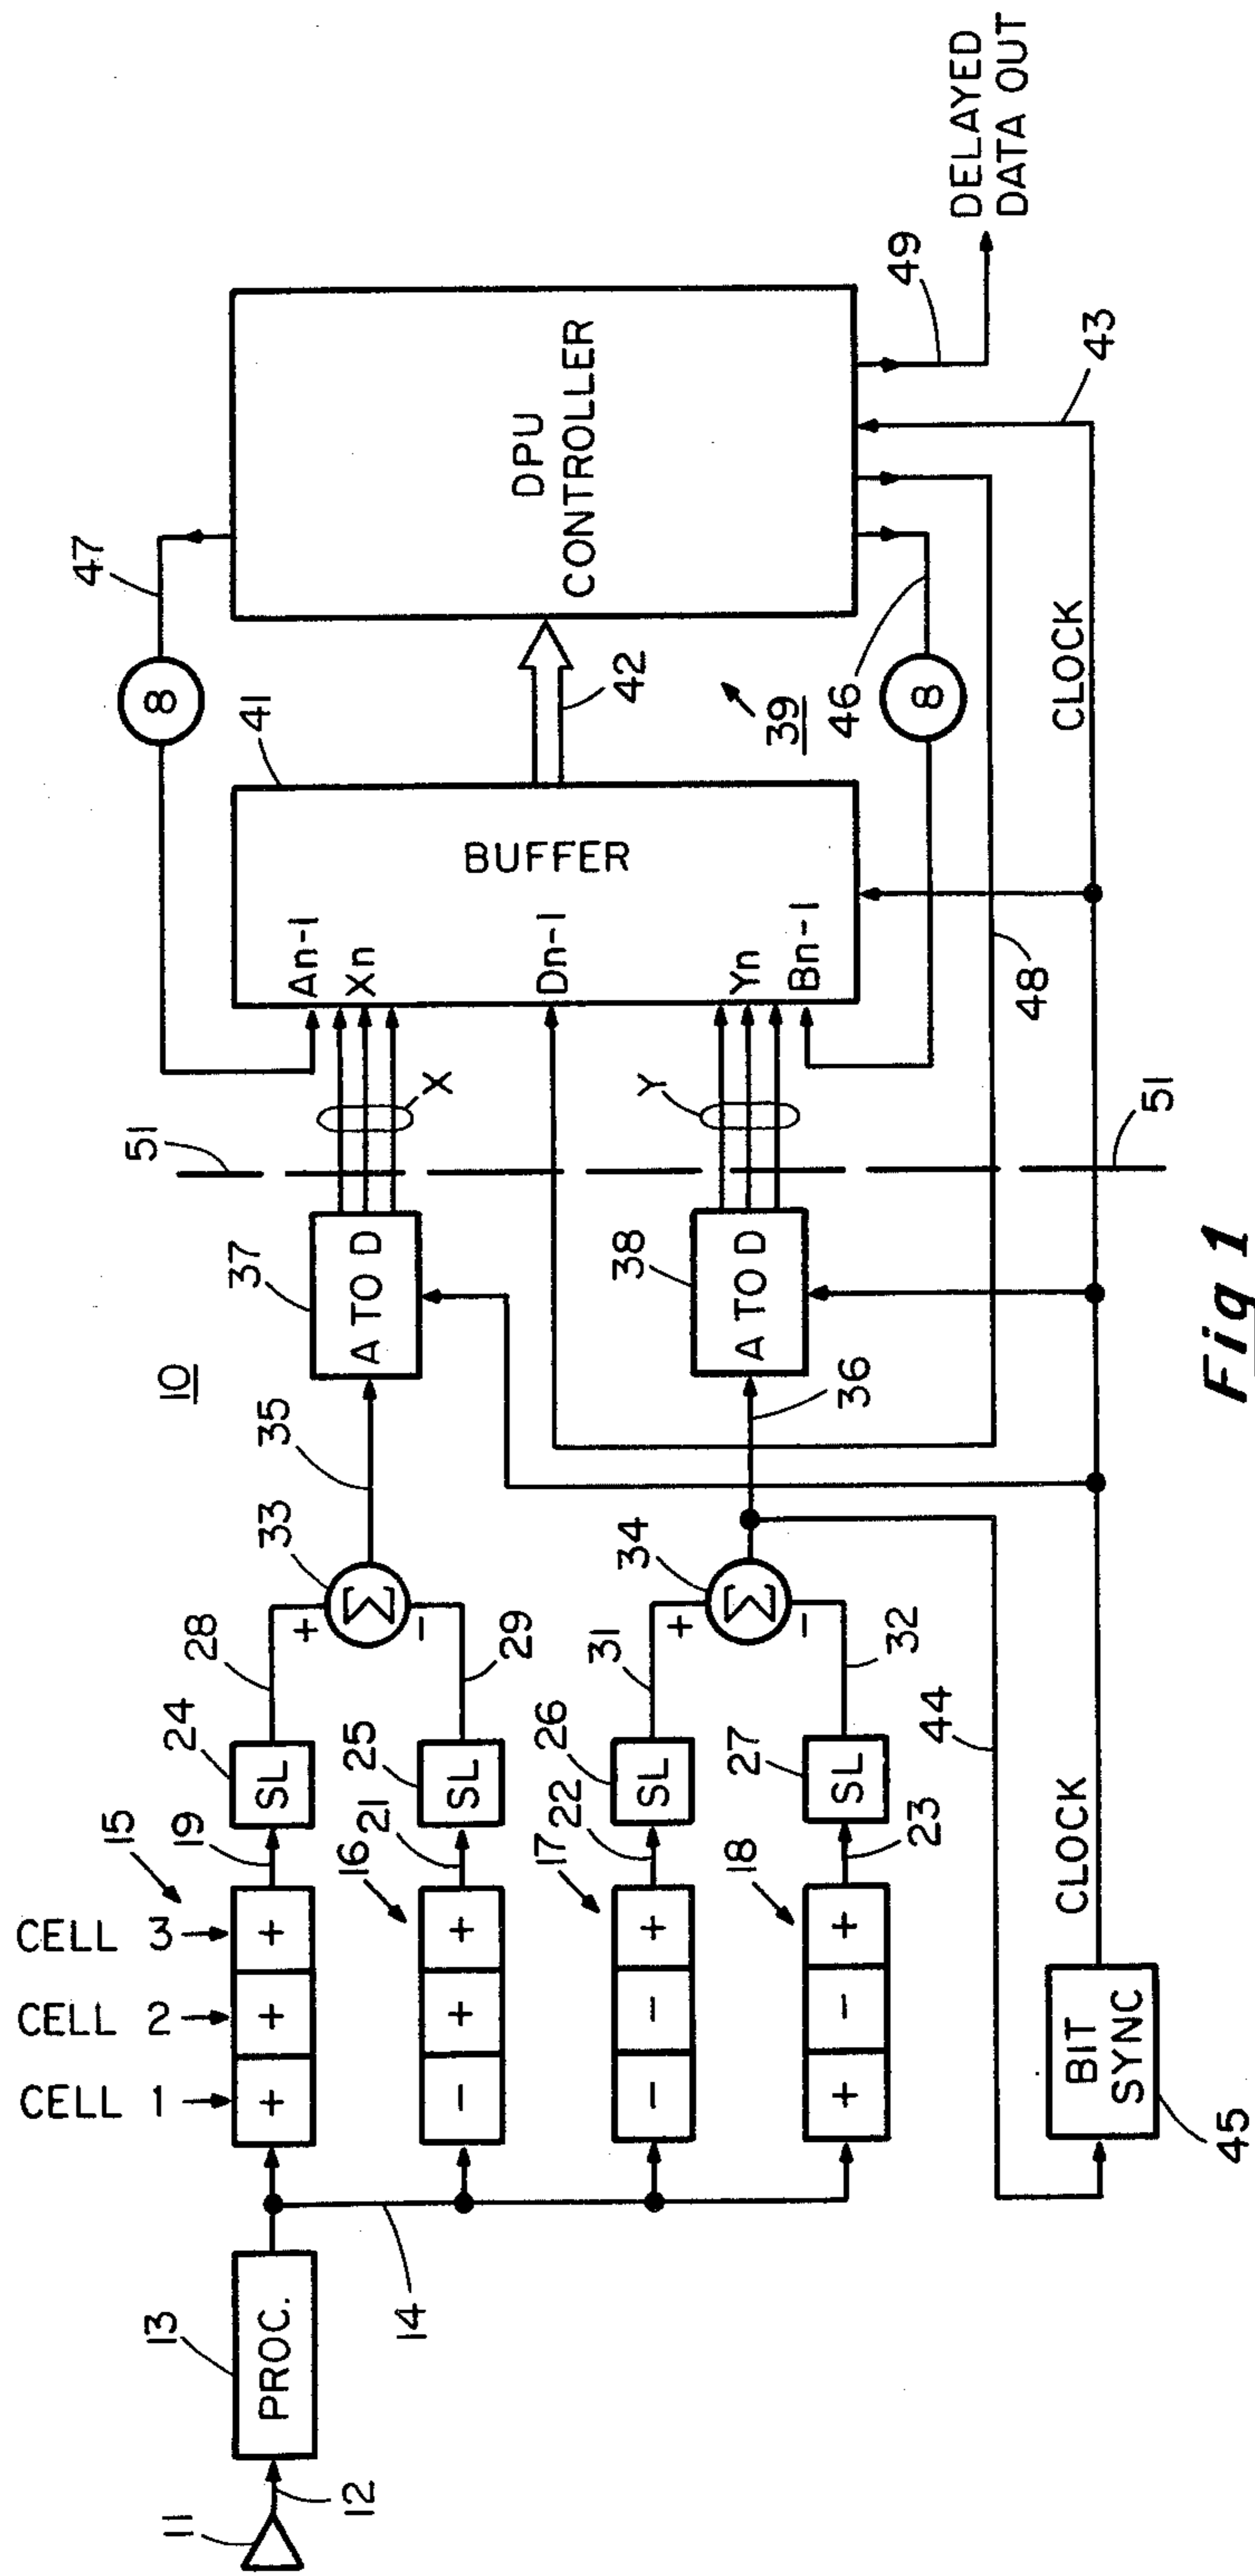 11
12
13
PROC.
14
CELL 1
CELL 2
CELL 3
15
+ + +
19
24
SL
28
+
33
Σ
-
35
16
- + +
21
25
SL
29
17
- - +
22
26
SL
31
+
34
Σ
-
36
18
+ - +
23
27
SL
32
44
BIT
SYNC
45
CLOCK
10
37
A TO D
38
A TO D
51
X
Y
51
An-1
Xn
Dn-1
Yn
Bn-1
BUFFER
41
42
39
8
47
8
46
48
CLOCK
43
DPU
CONTROLLER
49
DELAYED
DATA OUT
Fig 1